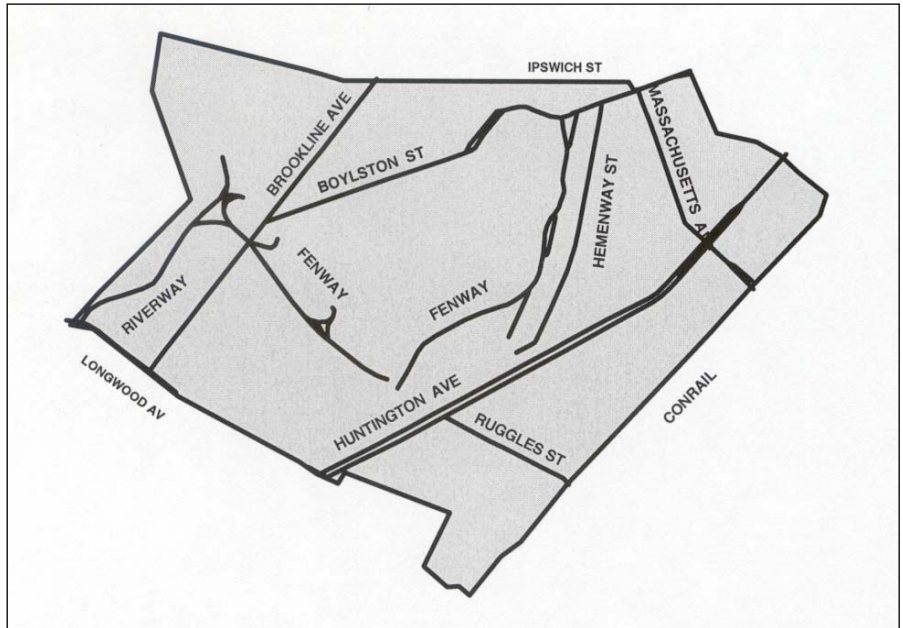 IPSWICH ST
MASSACHUSETTS A
BROOKLINE AVE
BOYLSTON ST
HEMENWAY ST
FENWAY
FENWAY
RIVERWAY
LONGWOOD AV
HUNTINGTON AVE
RUGGLES ST
CONRAIL